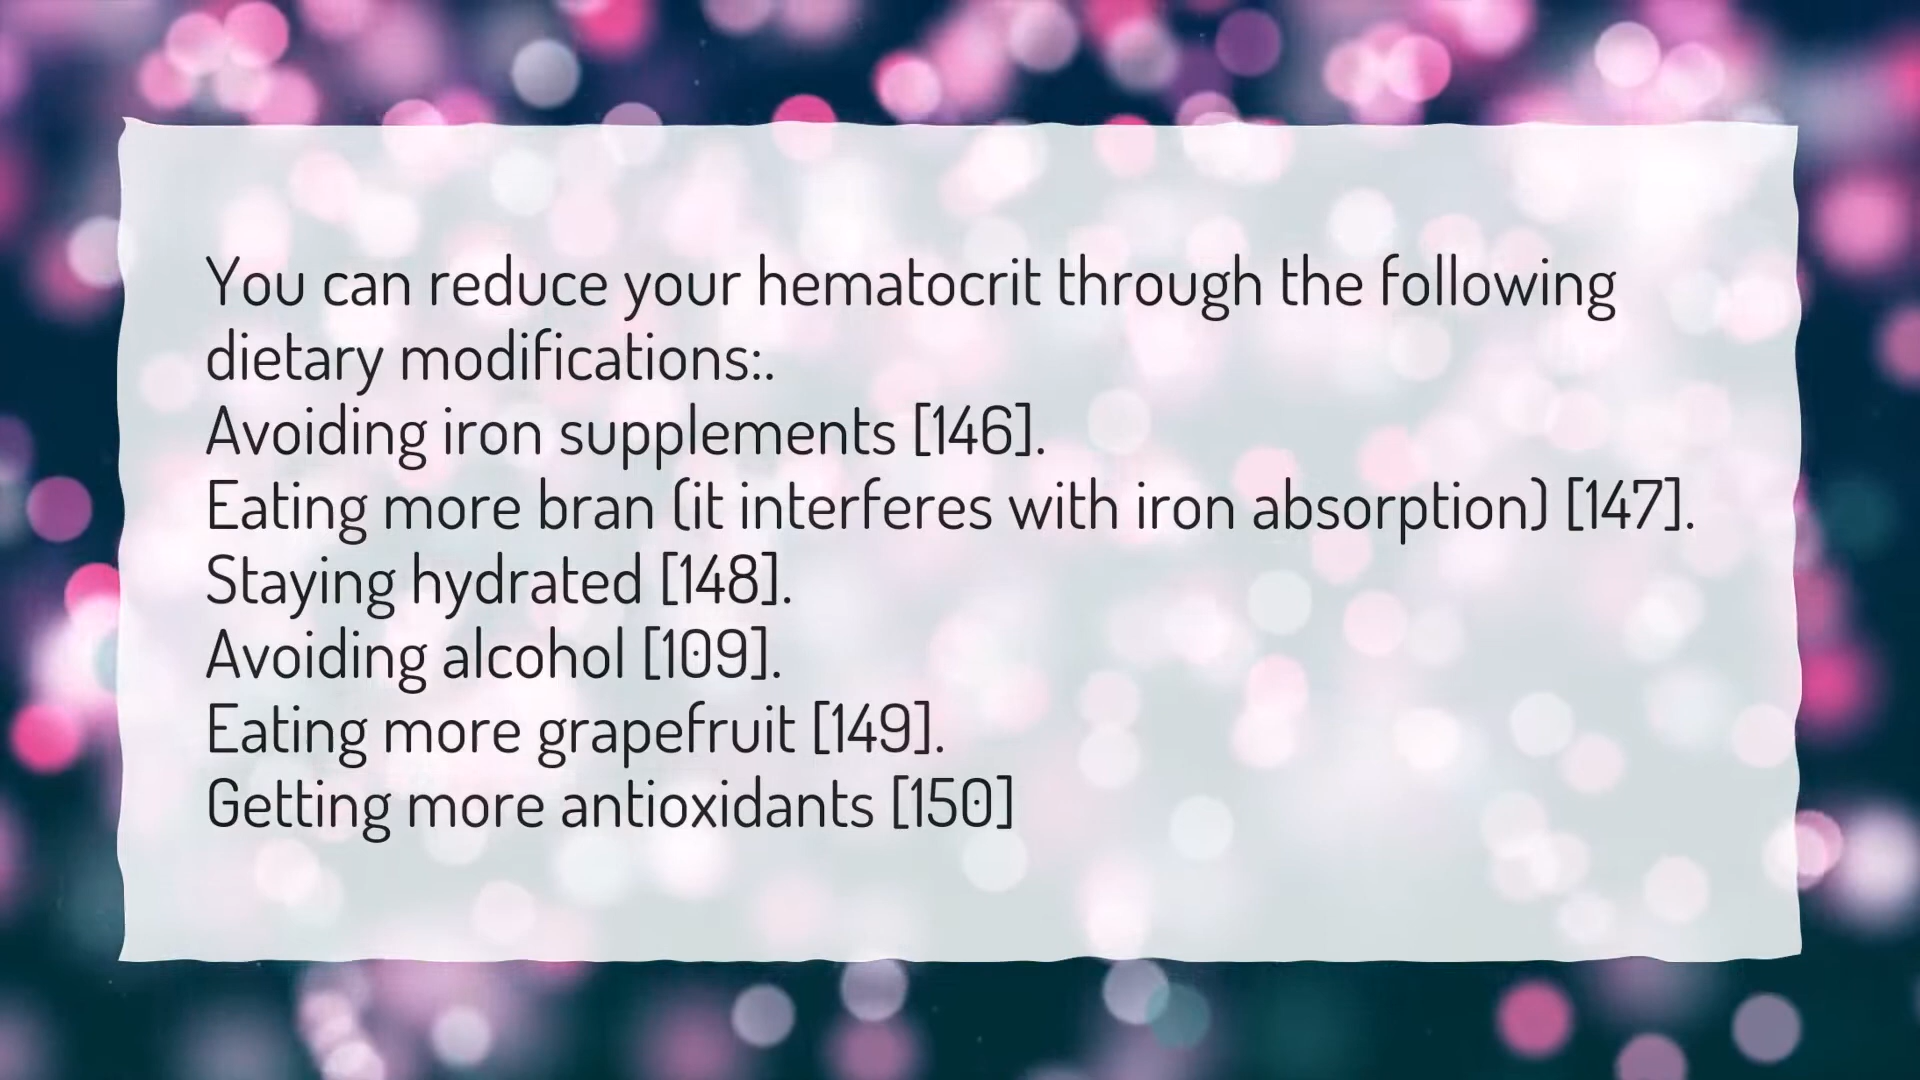 You can reduce your hematocrit through the following
dietary modifications:.
Avoiding iron supplements [146].
Eating more bran (it interferes with iron absorption) [147].
Staying hydrated [148].
Avoiding alcohol [109].
Eating more grapefruit [149].
Getting more antioxidants [150]